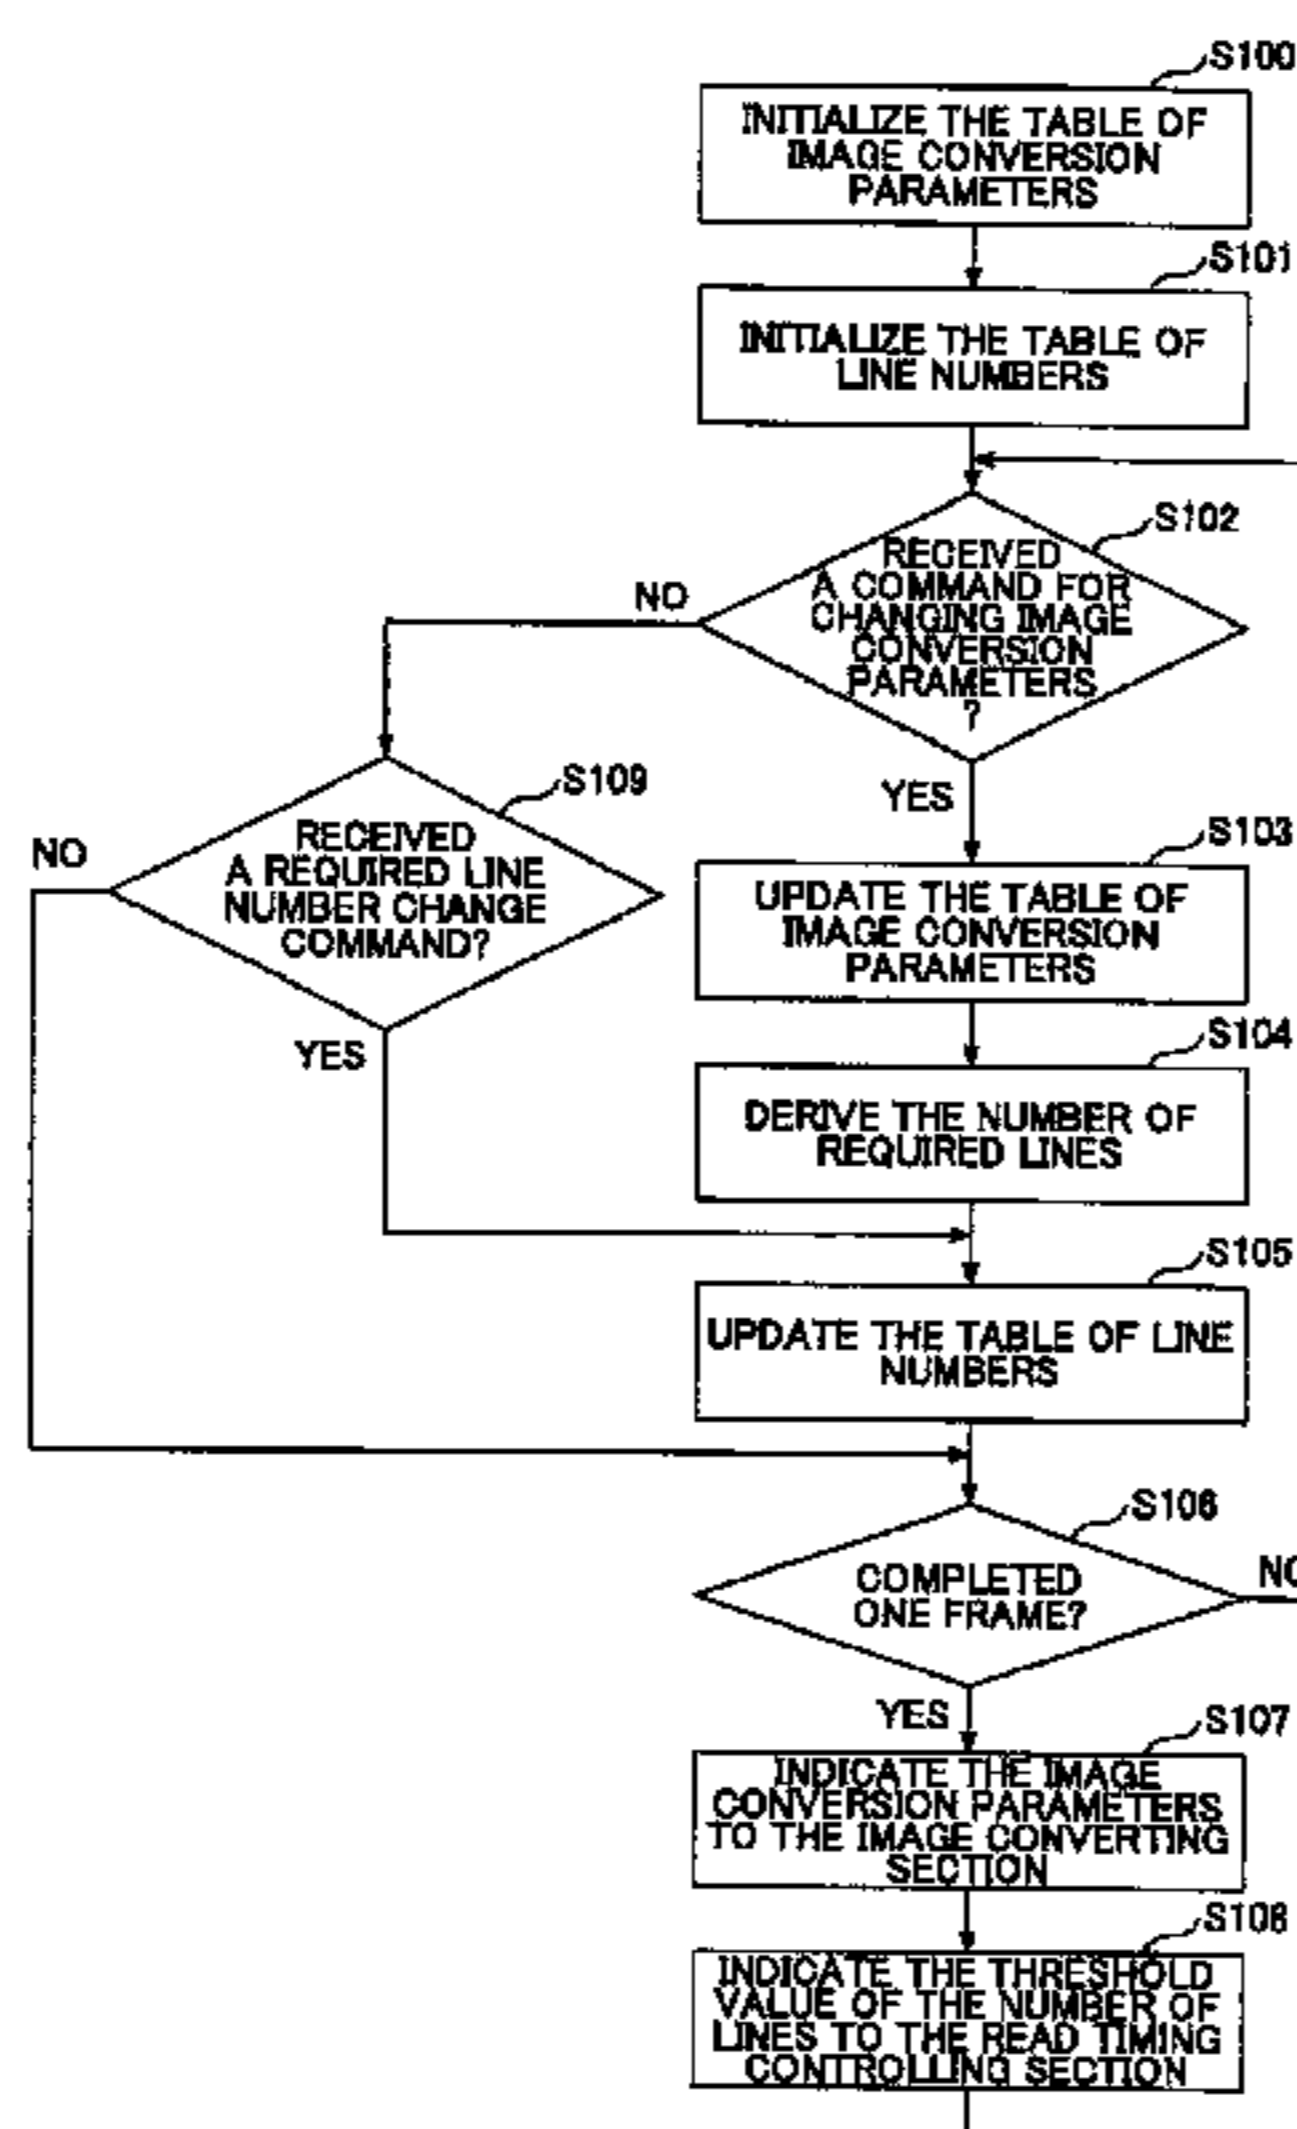 S100
INITIALIZE THE TABLE OF
IMAGE CONVERSION
PARAMETERS
S101
INITIALIZE THE TABLE OF
LINE NUMBERS
S102
RECEIVED
A COMMAND FOR
CHANGING IMAGE
CONVERSION
PARAMETERS
?
NO
YES
S109
RECEIVED
A REQUIRED LINE
NUMBER CHANGE
COMMAND?
NO
YES
S103
UPDATE THE TABLE OF
IMAGE CONVERSION
PARAMETERS
S104
DERIVE THE NUMBER OF
REQUIRED LINES
S105
UPDATE THE TABLE OF LINE
NUMBERS
S106
COMPLETED
ONE FRAME?
NO
YES
S107
INDICATE THE IMAGE
CONVERSION PARAMETERS
TO THE IMAGE CONVERTING
SECTION
S108
INDICATE THE THRESHOLD
VALUE OF THE NUMBER OF
LINES TO THE READ TIMING
CONTROLLING SECTION